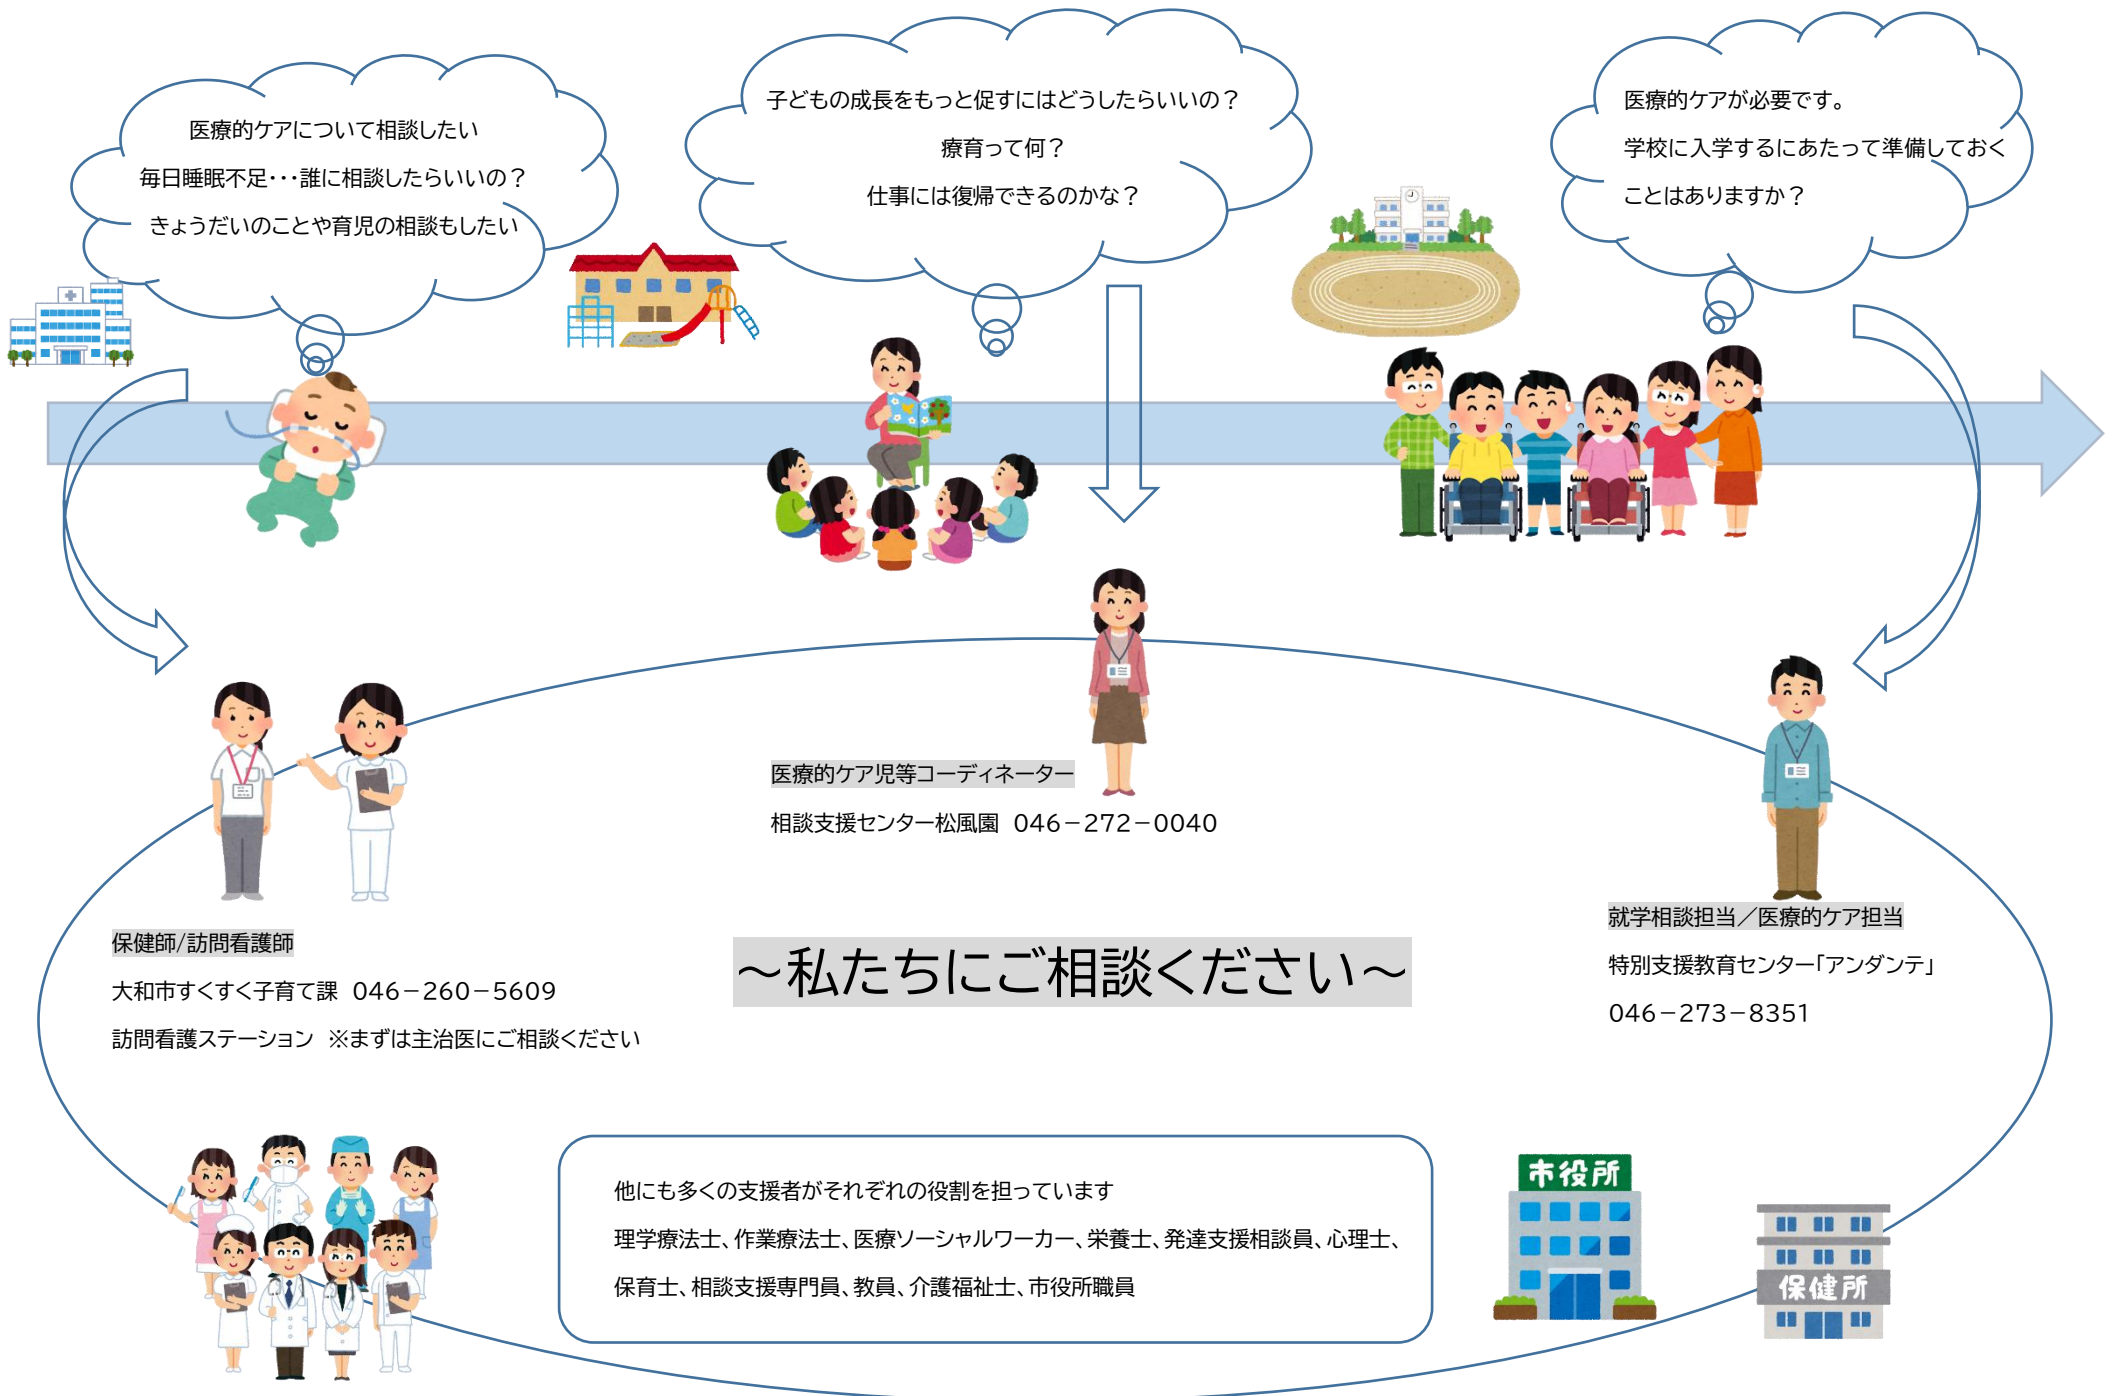 医療的ケアについて相談したい
毎日睡眠不足・・・誰に相談したらいいの？
きょうだいのことや育児の相談もしたい
子どもの成長をもっと促すにはどうしたらいいの？
療育って何？
仕事には復帰できるのかな？
医療的ケアが必要です。
学校に入学するにあたって準備しておく
ことはありますか？
保健師/訪問看護師
大和市すくすく子育て課 046－260－5609
訪問看護ステーション ※まずは主治医にご相談ください
医療的ケア児等コーディネーター
相談支援センター松風園 046－272－0040
就学相談担当／医療的ケア担当
特別支援教育センター「アンダンテ」
046－273－8351
～私たちにご相談ください～
他にも多くの支援者がそれぞれの役割を担っています
理学療法士、作業療法士、医療ソーシャルワーカー、栄養士、発達支援相談員、心理士、
保育士、相談支援専門員、教員、介護福祉士、市役所職員
市役所
保健所